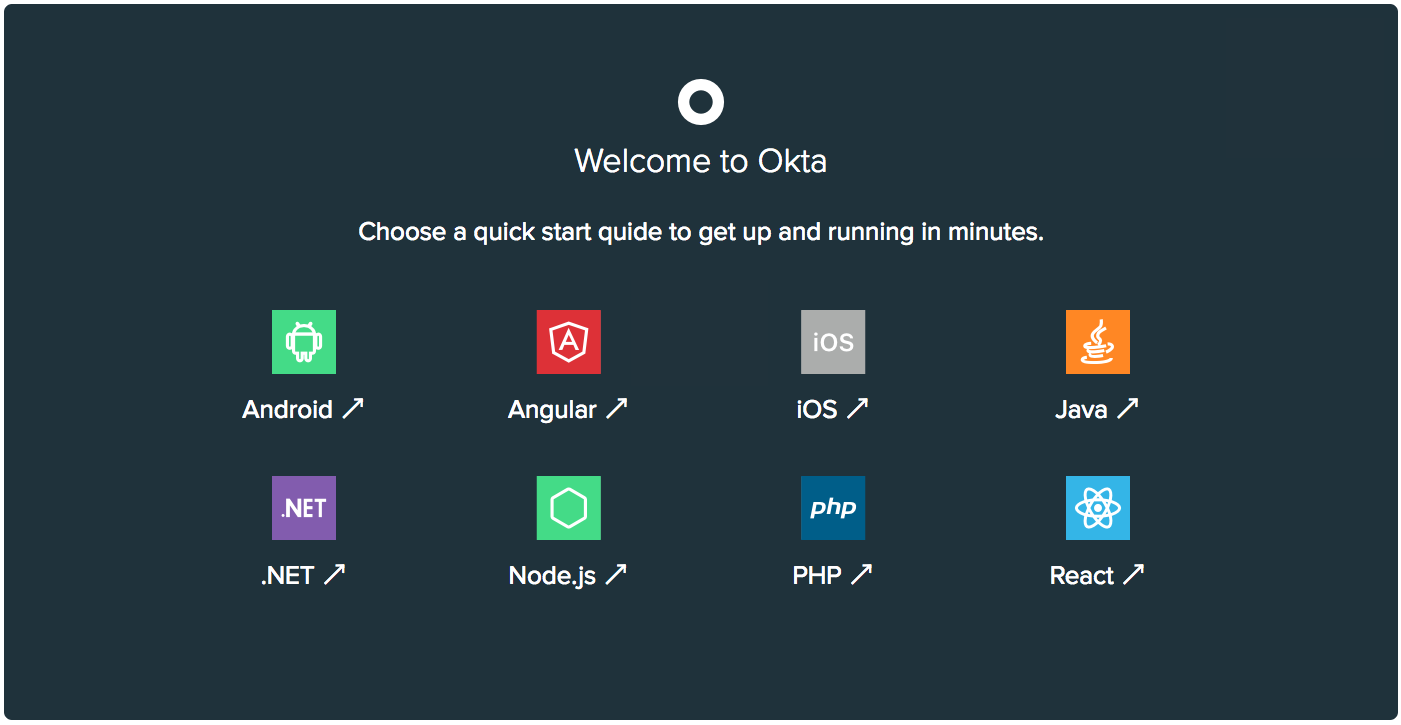 Welcome to Okta
Choose a quick start quide to get up and running in minutes.
iOS
Android ↗ Angular ↗ iOS ↗ Java ↗
.NET php
.NET ↗ Node.js ↗ PHP ↗ React ↗